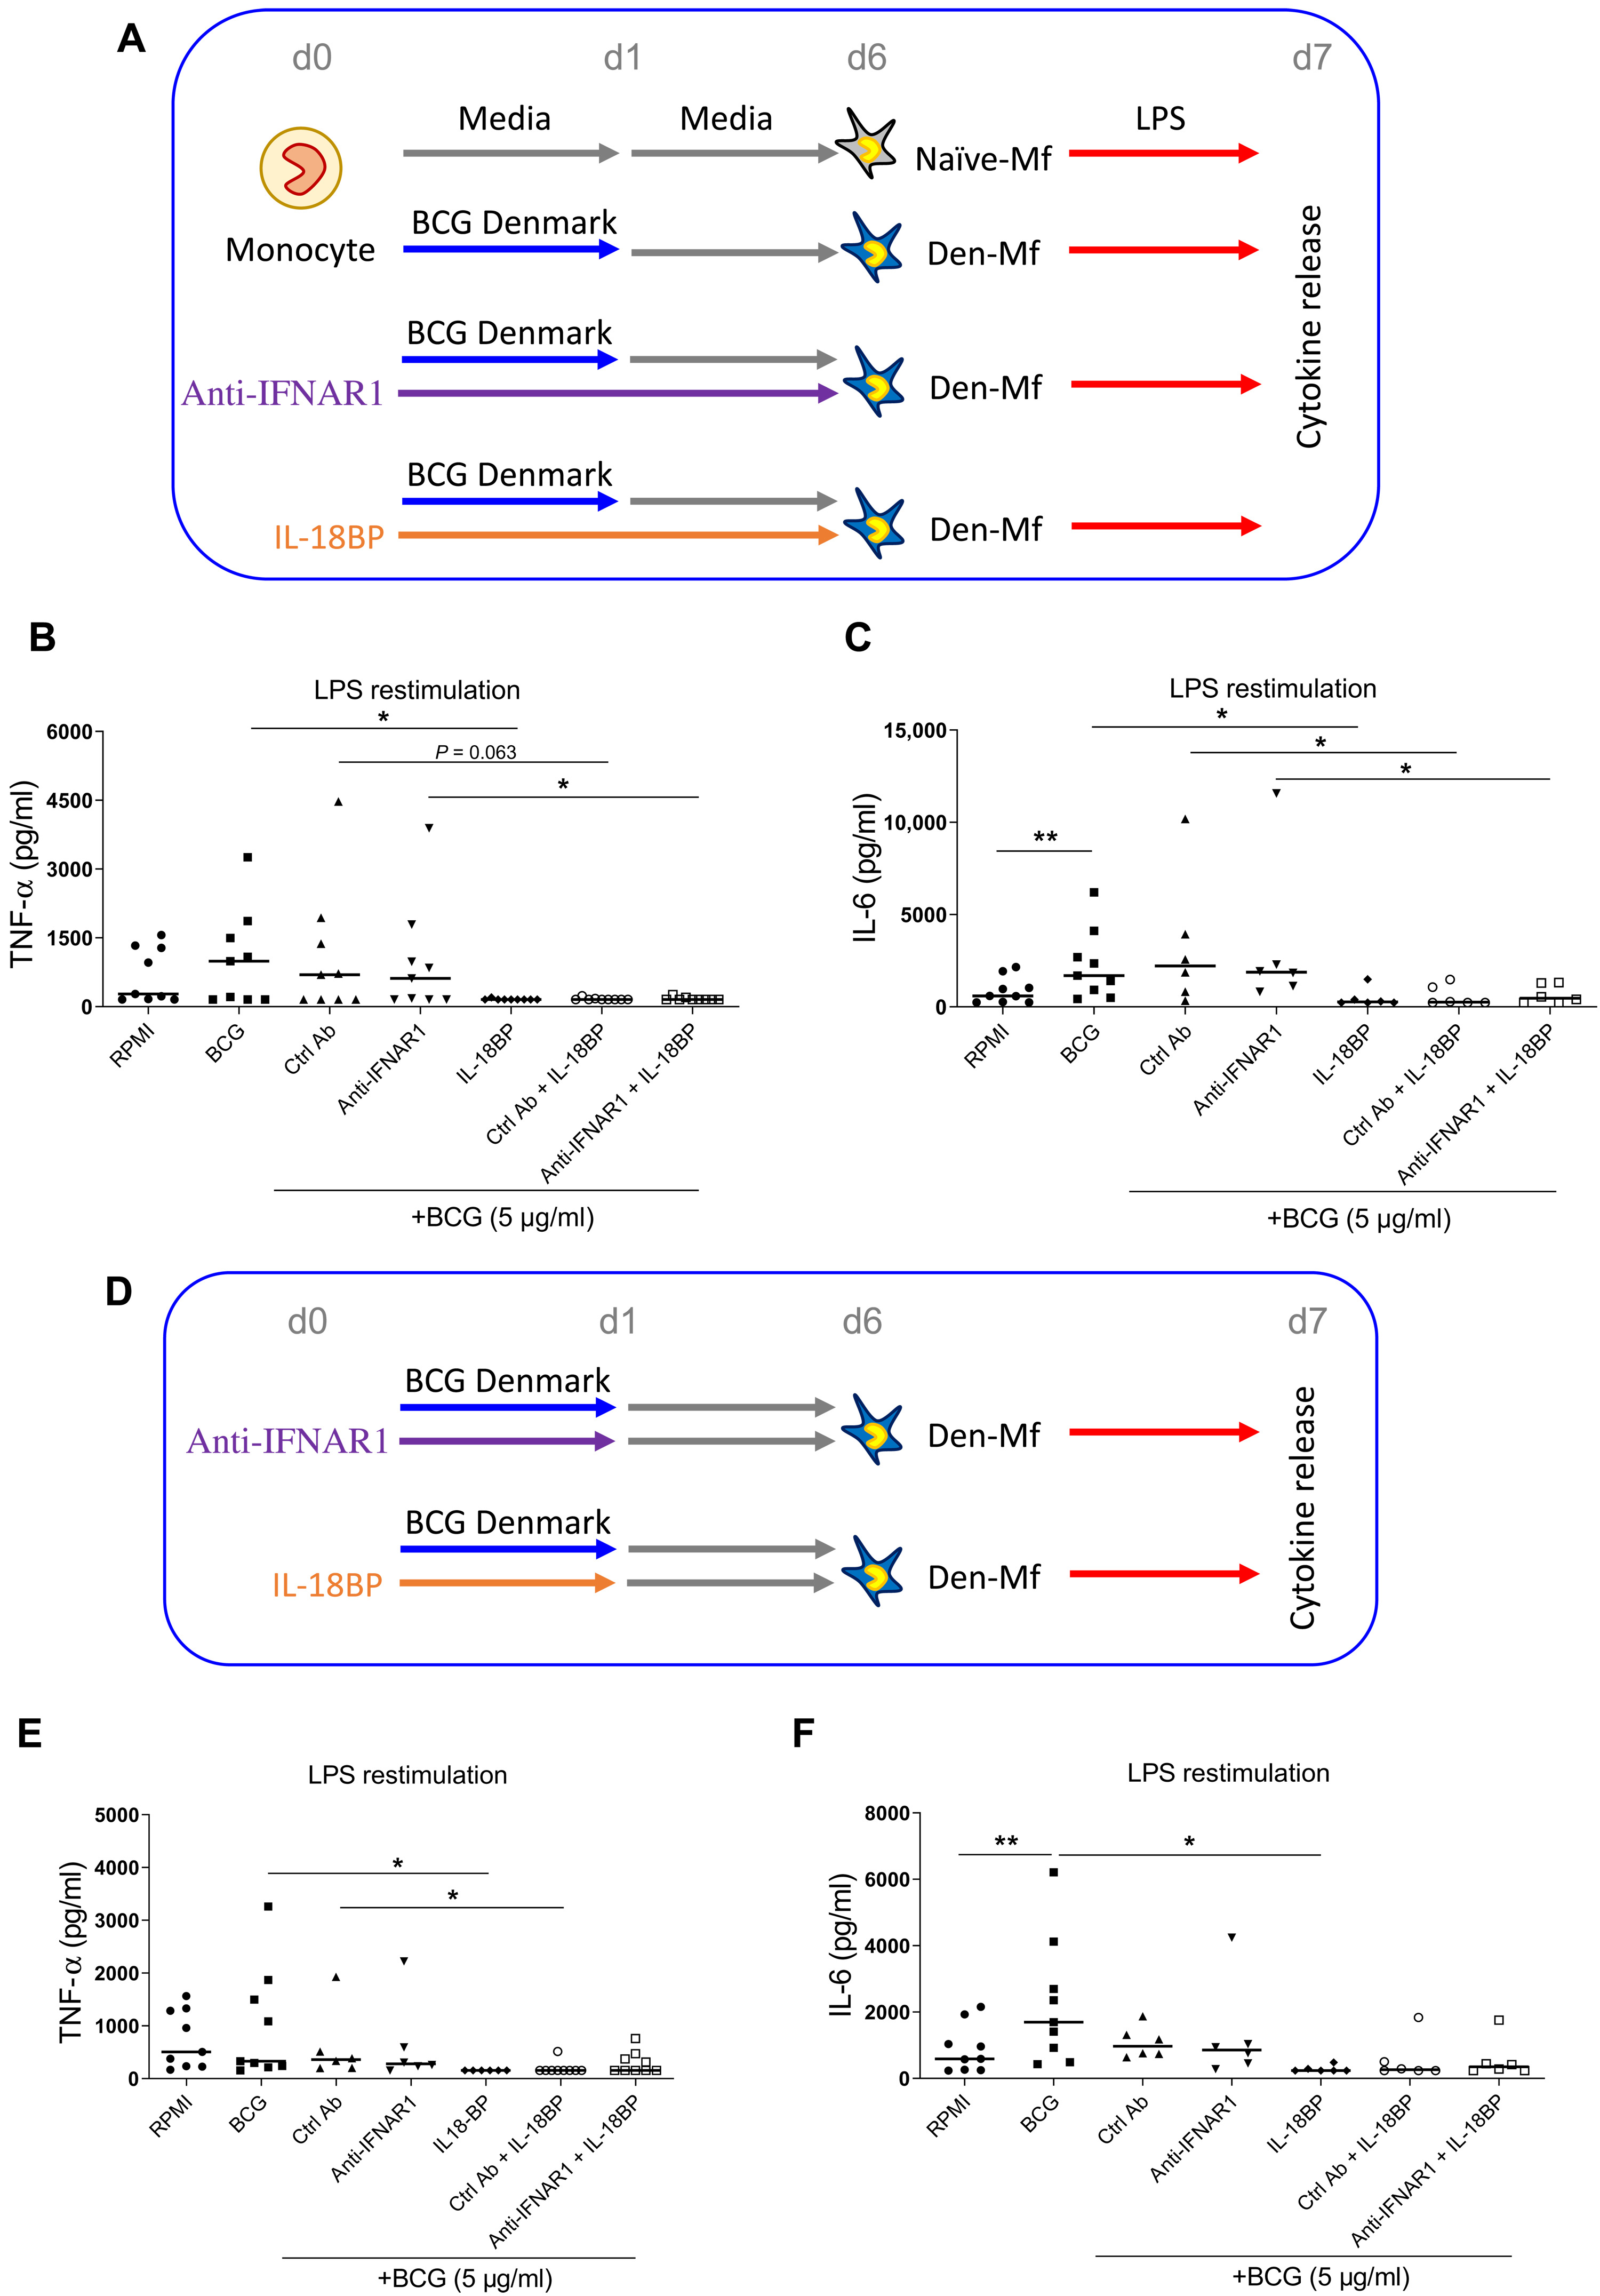 A
d0 d1 d6 d7
Media Media LPS
Naïve-Mf
Monocyte
BCG Denmark
Den-Mf
BCG Denmark
Anti-IFNAR1
Den-Mf
BCG Denmark
IL-18BP
Den-Mf
Cytokine release
B
LPS restimulation
TNF-α (pg/ml)
6000
4500
3000
1500
0
*
P = 0.063
*
RPMI
BCG
Ctrl Ab
Anti-IFNAR1
IL-18BP
Ctrl Ab + IL-18BP
Anti-IFNAR1 + IL-18BP
+BCG (5 µg/ml)
C
LPS restimulation
IL-6 (pg/ml)
15,000
10,000
5000
0
*
*
*
**
RPMI
BCG
Ctrl Ab
Anti-IFNAR1
IL-18BP
Ctrl Ab + IL-18BP
Anti-IFNAR1 + IL-18BP
+BCG (5 µg/ml)
D
d0 d1 d6 d7
BCG Denmark
Anti-IFNAR1
Den-Mf
BCG Denmark
IL-18BP
Den-Mf
Cytokine release
E
LPS restimulation
TNF-α (pg/ml)
5000
4000
3000
2000
1000
0
*
*
RPMI
BCG
Ctrl Ab
Anti-IFNAR1
IL18-BP
Ctrl Ab + IL-18BP
Anti-IFNAR1 + IL-18BP
+BCG (5 µg/ml)
F
LPS restimulation
IL-6 (pg/ml)
8000
6000
4000
2000
0
**
*
RPMI
BCG
Ctrl Ab
Anti-IFNAR1
IL-18BP
Ctrl Ab + IL-18BP
Anti-IFNAR1 + IL-18BP
+BCG (5 µg/ml)